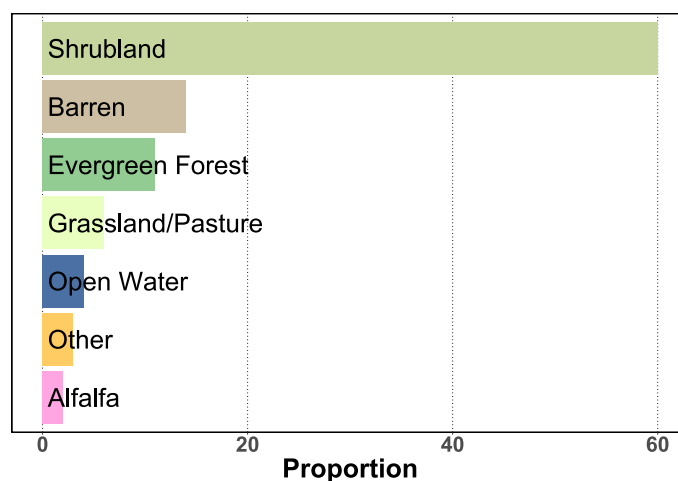 Shrubland
Barren
Evergreen Forest
Grassland/Pasture
Open Water
Other
Alfalfa
0 20 40 60
Proportion